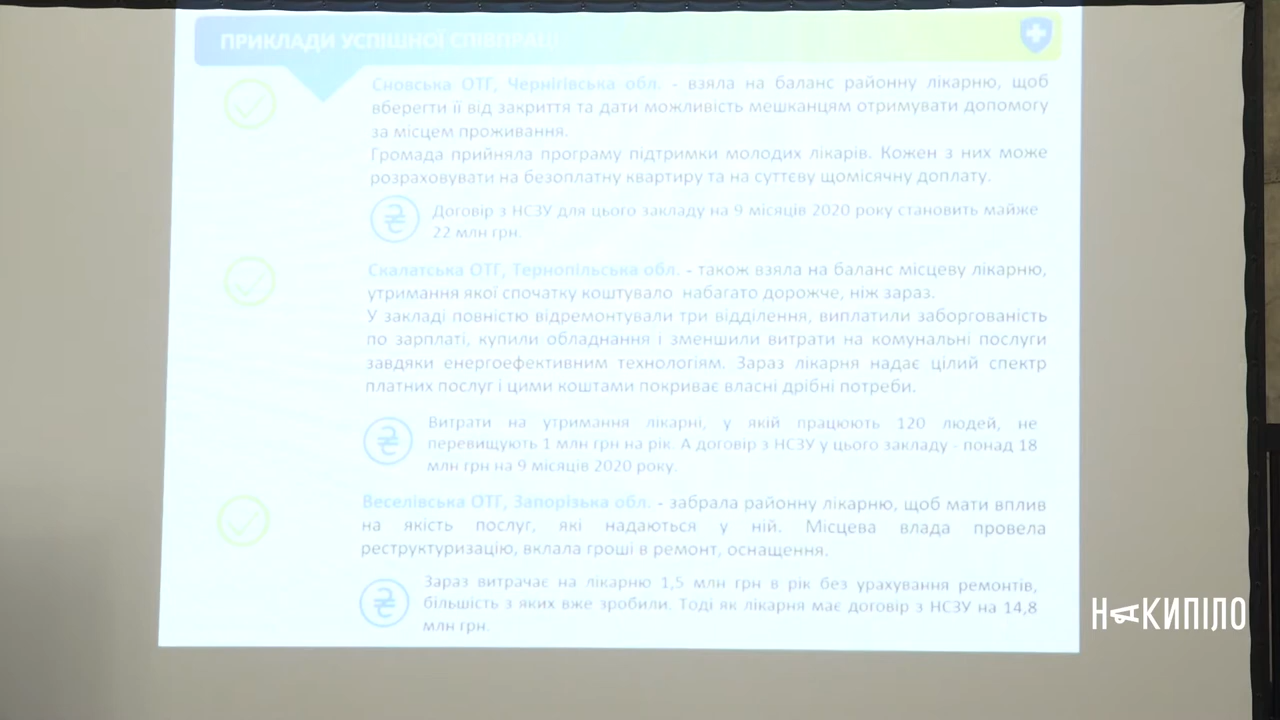 ПРИКЛАДИ УСПІШНОЇ СПІВПРАЦІ
Сновська ОТГ, Чернігівська обл. - взяла на баланс районну лікарню, щоб
вберегти її від закриття та дати можливість мешканцям отримувати допомогу
за місцем проживання.
Громада прийняла програму підтримки молодих лікарів. Кожен з них може
розраховувати на безоплатну квартиру та на суттєву щомісячну доплату.
Договір з НСЗУ для цього закладу на 9 місяців 2020 року становить майже
22 млн грн.
Скалатська ОТГ, Тернопільська обл. - також взяла на баланс місцеву лікарню,
утримання якої спочатку коштувало набагато дорожче, ніж зараз.
У закладі повністю відремонтували три відділення, виплатили заборгованість
по зарплаті, купили обладнання і зменшили витрати на комунальні послуги
завдяки енергоефективним технологіям. Зараз лікарня надає цілий спектр
платних послуг і цими коштами покриває власні дрібні потреби.
Витрати на утримання лікарні, у якій працюють 120 людей, не
перевищують 1 млн грн на рік. А договір з НСЗУ у цього закладу - понад 18
млн грн на 9 місяців 2020 року.
Веселівська ОТГ, Запорізька обл. - забрала районну лікарню, щоб мати вплив
на якість послуг, які надаються у ній. Місцева влада провела
реструктуризацію, вклала гроші в ремонт, оснащення.
Зараз витрачає на лікарню 1,5 млн грн в рік без урахування ремонтів,
більшість з яких вже зробили. Тоді як лікарня має договір з НСЗУ на 14,8
млн грн.
НАКИПІЛО